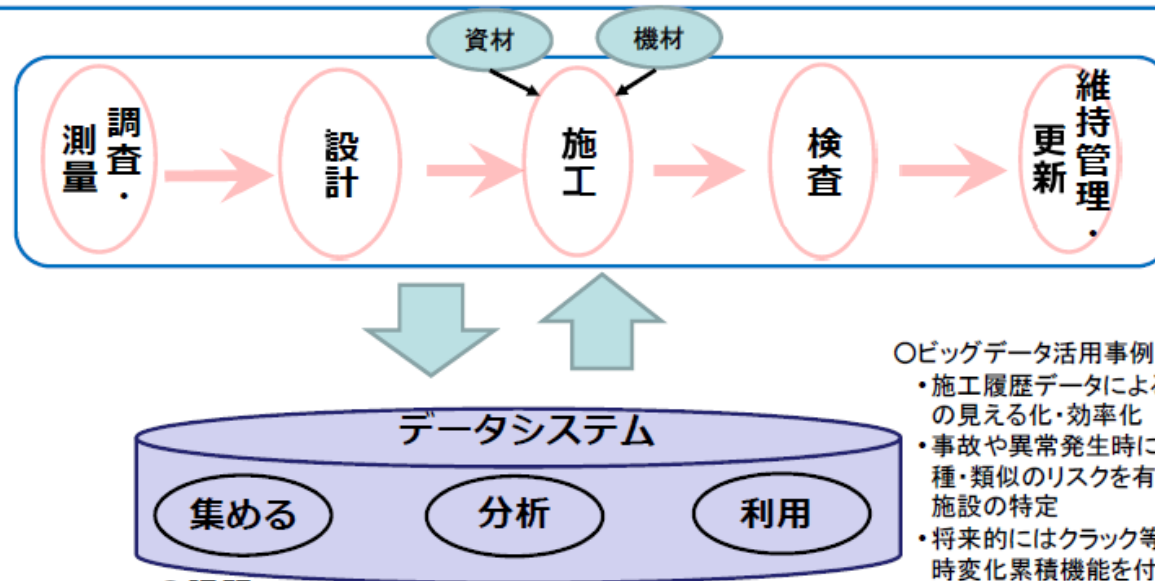 資材
機材
調査・
測量
設計
施工
検査
維持管理・
更新
データシステム
集める
分析
利用
〇ビッグデータ活用事例
・施工履歴データによ
の見える化・効率化
・事故や異常発生時に
種・類似のリスクを有
施設の特定
・将来的にはクラック等
時変化累積機能を付